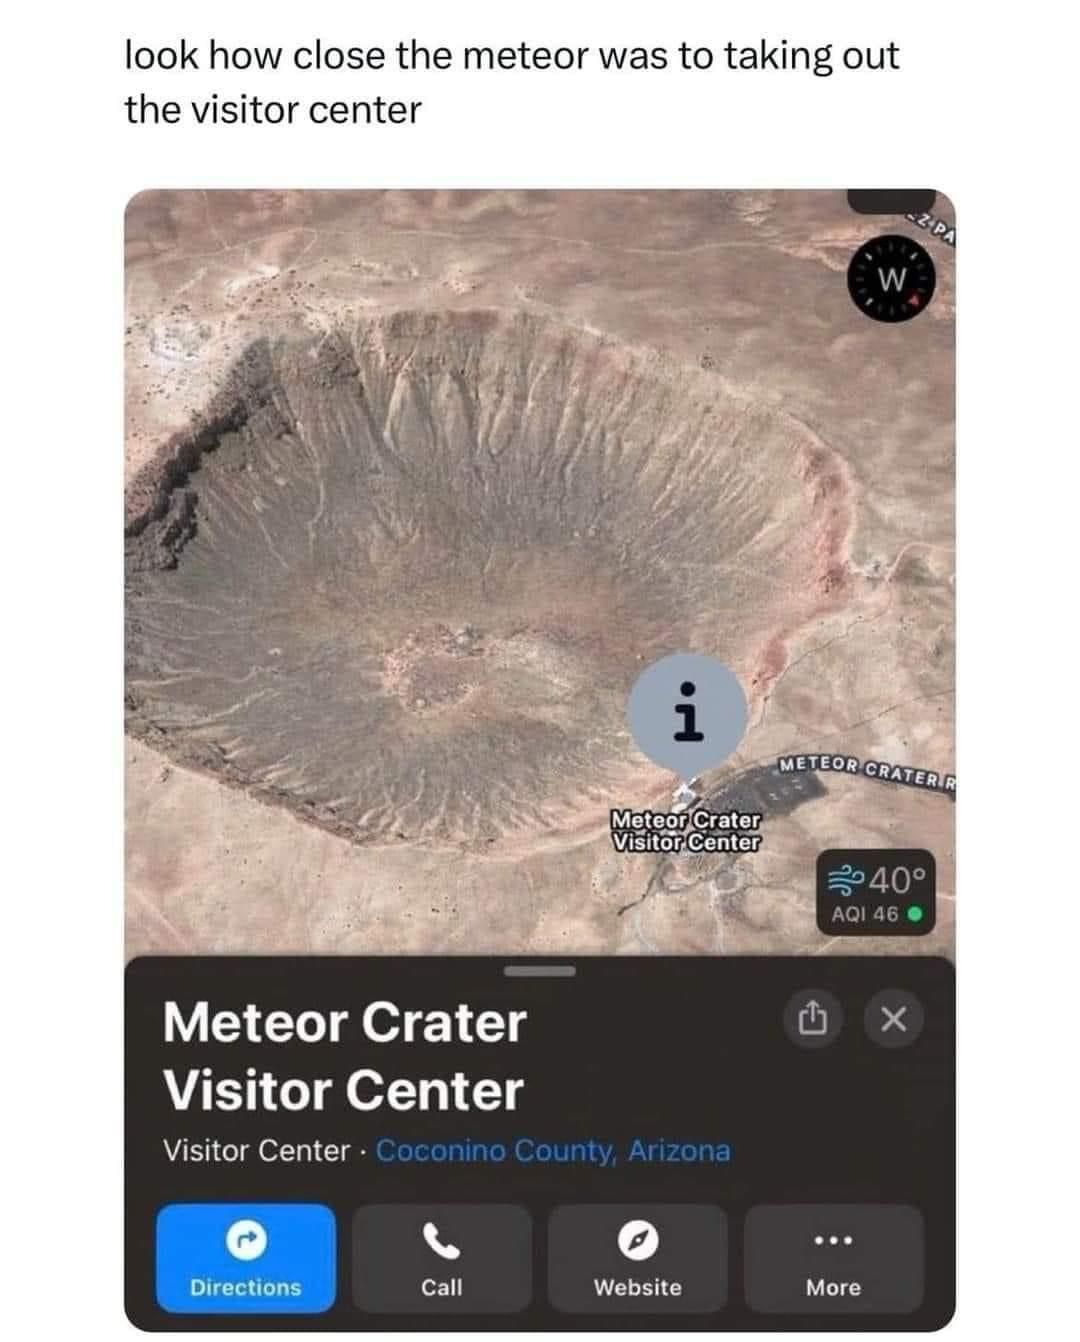 look how close the meteor was to taking out
the visitor center
W
METEOR CRATER R
Meteor Crater
Visitor Center
40°
AQI 46
Meteor Crater
Visitor Center
Visitor Center · Coconino County, Arizona
Directions
Call
Website
More